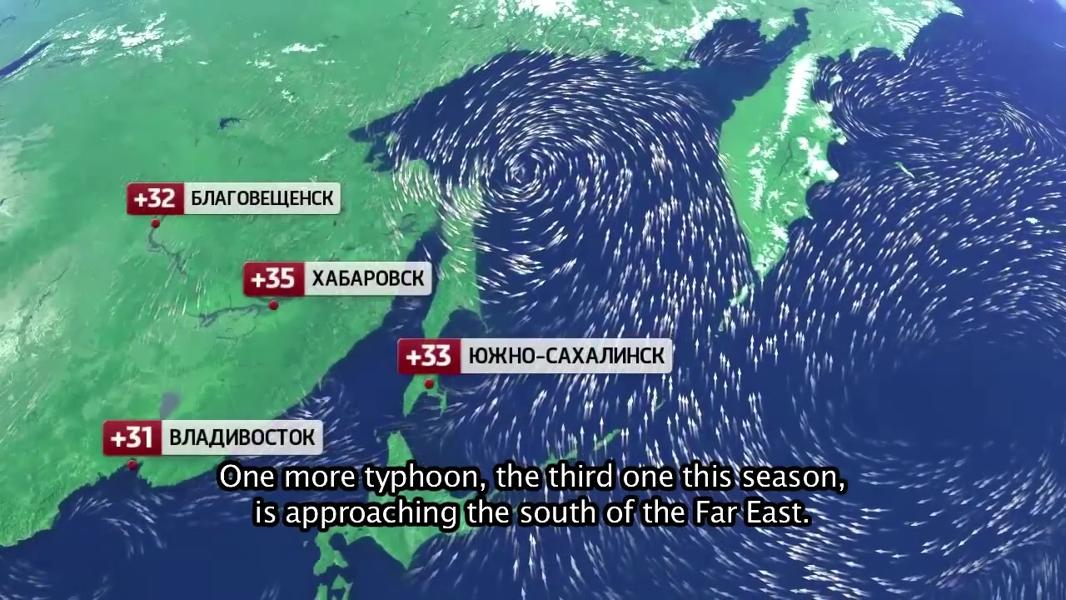 +32 БЛАГОВЕЩЕНСК
+35 ХАБАРОВСК
+33 ЮЖНО-САХАЛИНСК
+31 ВЛАДИВОСТОК
One more typhoon, the third one this season,
is approaching the south of the Far East.